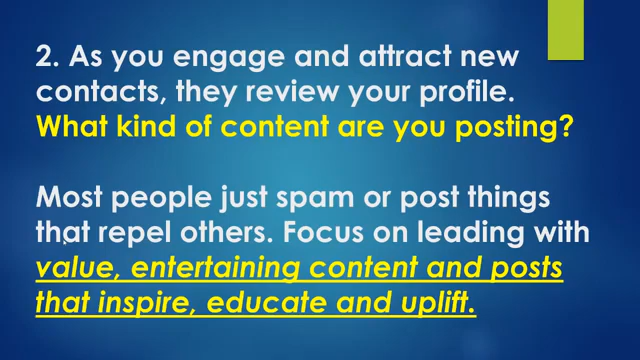 2. As you engage and attract new
contacts, they review your profile.
What kind of content are you posting?
Most people just spam or post things
that repel others. Focus on leading with
value, entertaining content and posts
that inspire, educate and uplift.